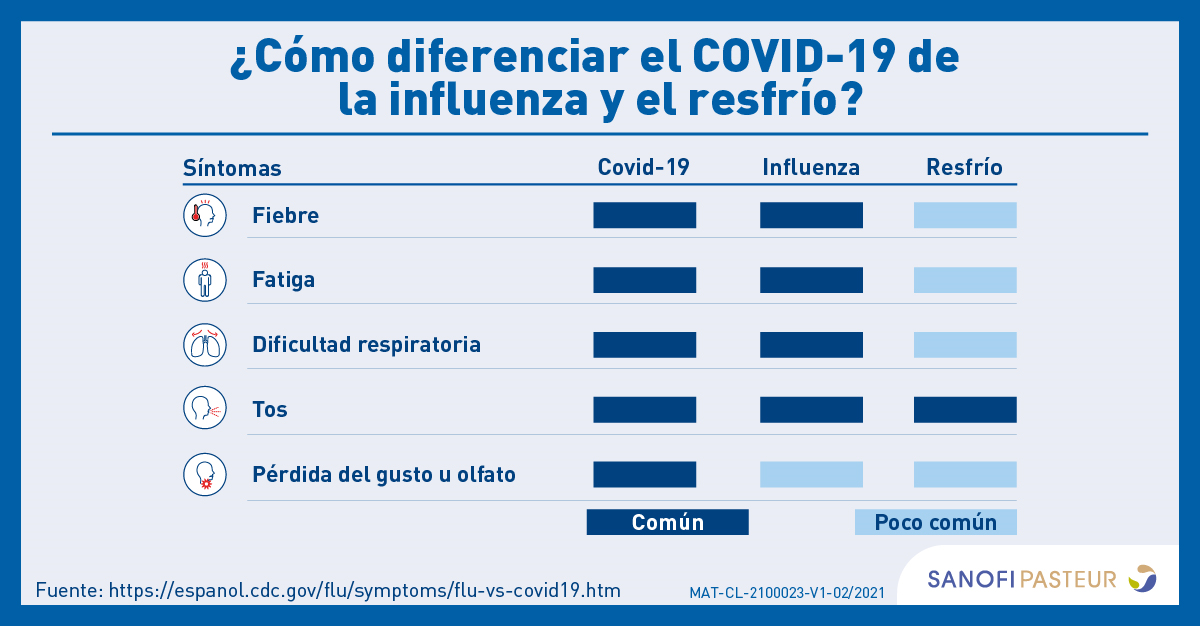 ¿Cómo diferenciar el COVID-19 de
la influenza y el resfrío?
Síntomas Covid-19 Influenza Resfrío
Fiebre
Fatiga
Dificultad respiratoria
Tos
Pérdida del gusto u olfato
Común Poco común
Fuente: https://espanol.cdc.gov/flu/symptoms/flu-vs-covid19.htm
MAT-CL-2100023-V1-02/2021
SANOFI PASTEUR